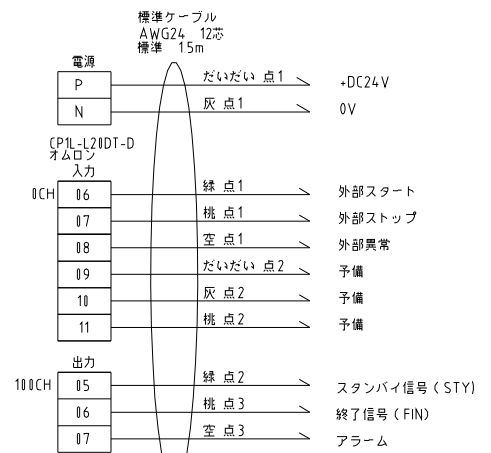 標準ケーブル
AWG24 12芯
標準 1.5m
電源
P だいだい 点1 +DC24V
N 灰 点1 0V
CP1L-L20DT-D
オムロン
入力
0CH 06 緑 点1 外部スタート
07 桃 点1 外部ストップ
08 空 点1 外部異常
09 だいだい 点2 予備
10 灰 点2 予備
11 桃 点2 予備
出力
100CH 05 緑 点2 スタンバイ信号(STY)
06 桃 点3 終了信号(FIN)
07 空 点3 アラーム